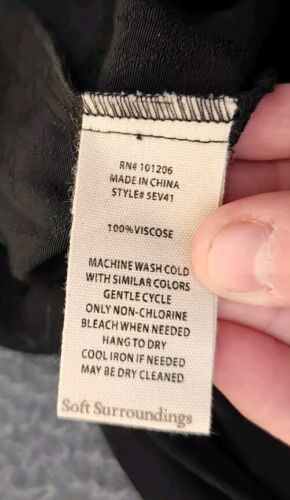 RN# 101206
MADE IN CHINA
STYLE# 5EV41
100%VISCOSE
MACHINE WASH COLD
WITH SIMILAR COLORS
GENTLE CYCLE
ONLY NON-CHLORINE
BLEACH WHEN NEEDED
HANG TO DRY
COOL IRON IF NEEDED
MAY BE DRY CLEANED
Soft Surroundings